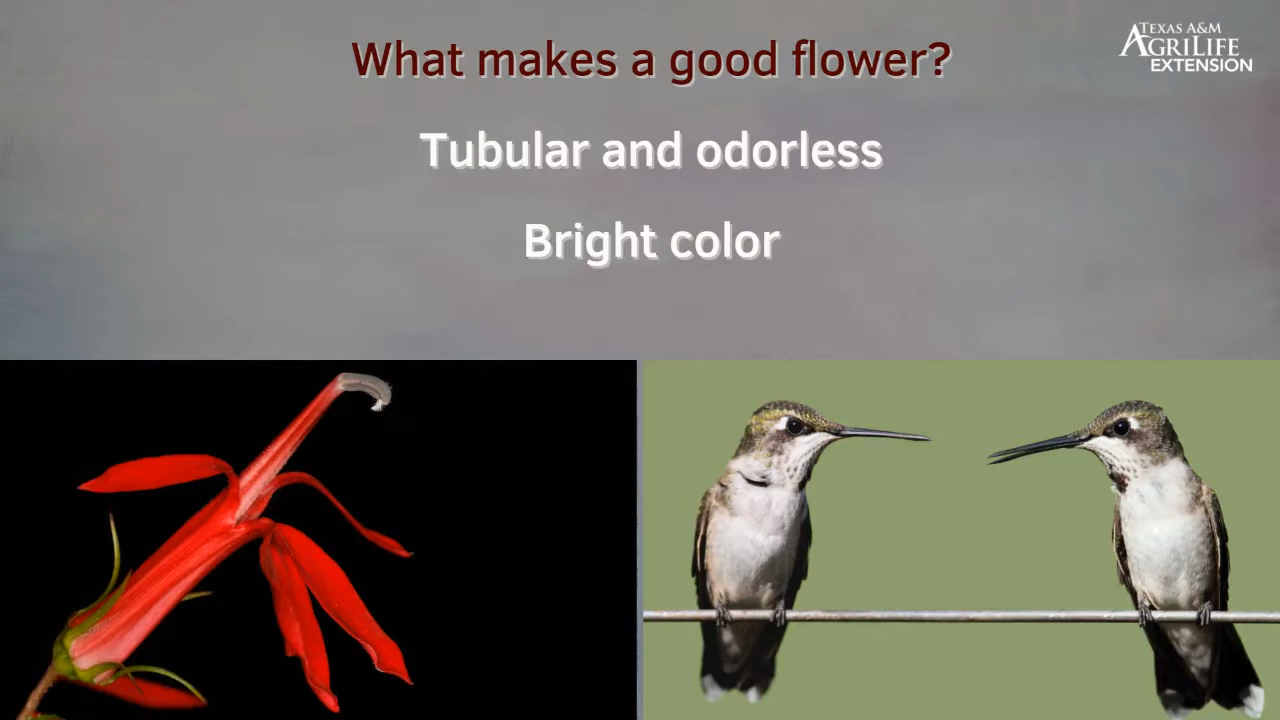 What makes a good flower?
TEXAS A&M
AGRILIFE
EXTENSION
Tubular and odorless
Bright color